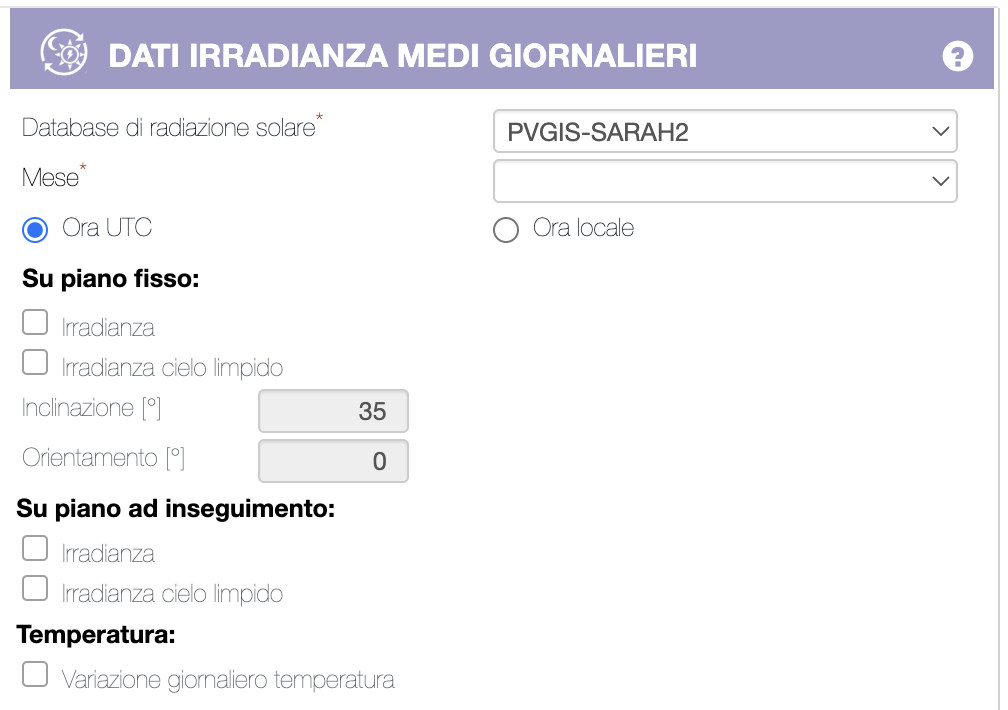 DATI IRRADIANZA MEDI GIORNALIERI ?
Database di radiazione solare* PVGIS-SARAH2
Mese*
Ora UTC Ora locale
Su piano fisso:
Irradianza
Irradianza cielo limpido
Inclinazione [°] 35
Orientamento [°] 0
Su piano ad inseguimento:
Irradianza
Irradianza cielo limpido
Temperatura:
Variazione giornaliero temperatura